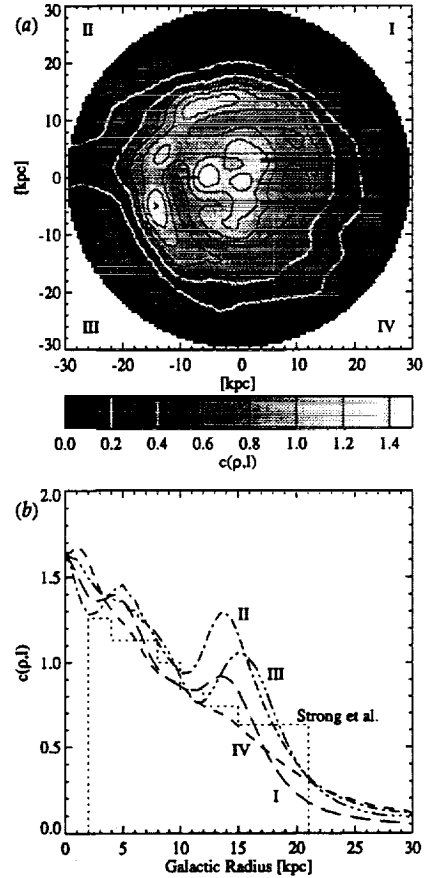 (a)
II
I
30
20
10
0
-10
-20
-30
[kpc]
III
IV
-30 -20 -10 0 10 20 30
[kpc]
0.0 0.2 0.4 0.6 0.8 1.0 1.2 1.4
c(ρ,I)
(b)
2.0
1.5
1.0
0.5
0.0
c(ρ,I)
II
III
Strong et al.
IV
I
0 5 10 15 20 25 30
Galactic Radius [kpc]